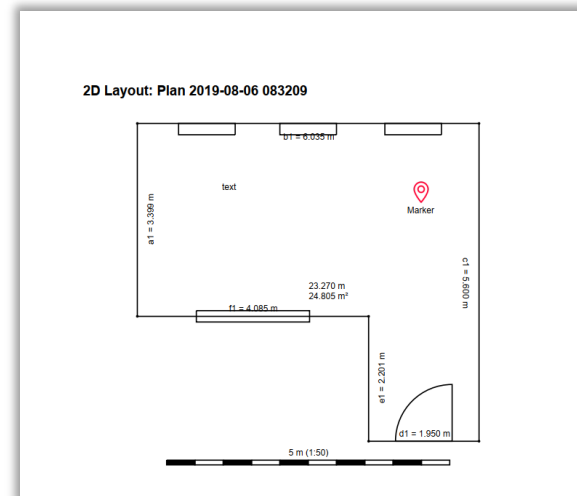 2D Layout: Plan 2019-08-06 083209
b1 = 6.035 m
text
Marker
a1 = 3.399 m
c1 = 5.600 m
23.270 m
24.805 m²
f1 = 4.085 m
e1 = 2.201 m
d1 = 1.950 m
5 m (1:50)